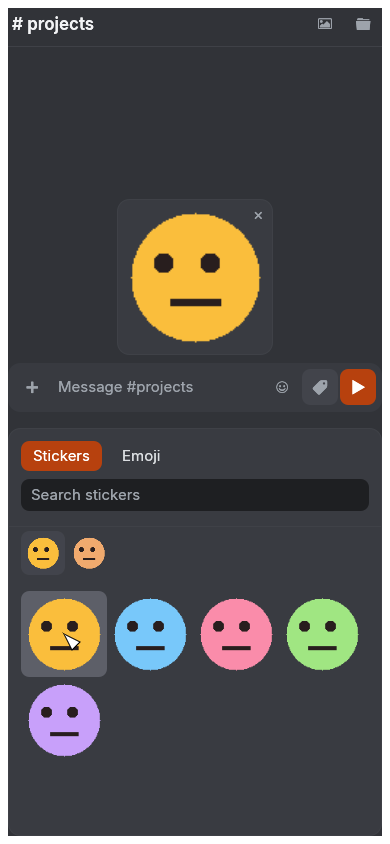 # projects
Message #projects
Stickers
Emoji
Search stickers